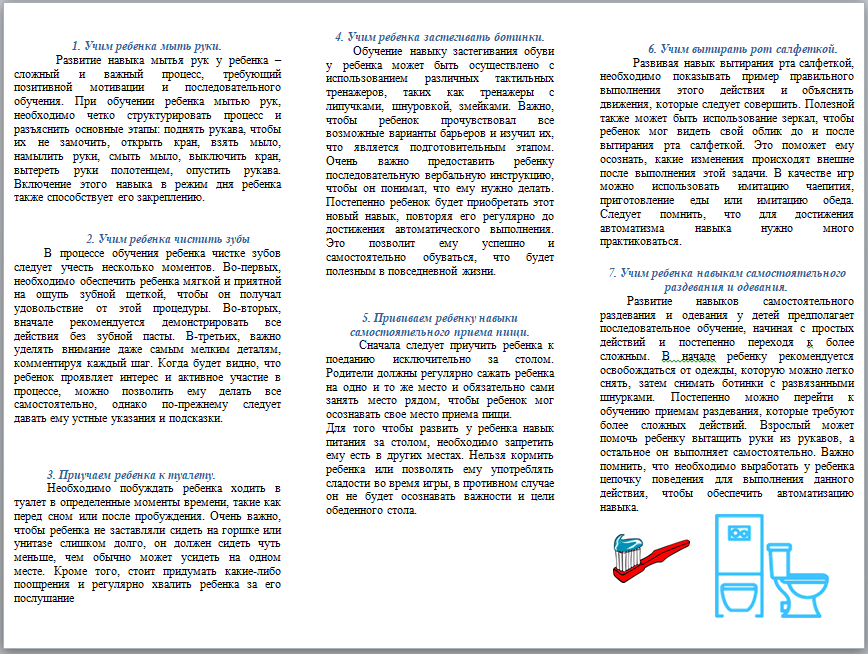 1. Учим ребенка мыть руки.
Развитие навыка мытья рук у ребенка –
сложный и важный процесс, требующий
позитивной мотивации и последовательного
обучения. При обучении ребенка мытью рук,
необходимо четко структурировать процесс и
разъяснить основные этапы: поднять рукава, чтобы
их не замочить, открыть кран, взять мыло,
намылить руки, смыть мыло, выключить кран,
вытереть руки полотенцем, опустить рукава.
Включение этого навыка в режим дня ребенка
также способствует его закреплению.
2. Учим ребенка чистить зубы
В процессе обучения ребенка чистке зубов
следует учесть несколько моментов. Во-первых,
необходимо обеспечить ребенка мягкой и приятной
на ощупь зубной щеткой, чтобы он получал
удовольствие от этой процедуры. Во-вторых,
вначале рекомендуется демонстрировать все
действия без зубной пасты. В-третьих, важно
уделять внимание даже самым мелким деталям,
комментируя каждый шаг. Когда будет видно, что
ребенок проявляет интерес и активное участие в
процессе, можно позволить ему делать все
самостоятельно, однако по-прежнему следует
давать ему устные указания и подсказки.
3. Приучаем ребенка к туалету.
Необходимо побуждать ребенка ходить в
туалет в определенные моменты времени, такие как
перед сном или после пробуждения. Очень важно,
чтобы ребенка не заставляли сидеть на горшке или
унитазе слишком долго, он должен сидеть чуть
меньше, чем обычно может усидеть на одном
месте. Кроме того, стоит придумать какие-либо
поощрения и регулярно хвалить ребенка за его
послушание
4. Учим ребенка застегивать ботинки.
Обучение навыку застегивания обуви
у ребенка может быть осуществлено с
использованием различных тактильных
тренажеров, таких как тренажеры с
липучками, шнуровкой, змейками. Важно,
чтобы ребенок прочувствовал все
возможные варианты барьеров и изучил их,
что является подготовительным этапом.
Очень важно предоставить ребенку
последовательную вербальную инструкцию,
чтобы он понимал, что ему нужно делать.
Постепенно ребенок будет приобретать этот
новый навык, повторяя его регулярно до
достижения автоматического выполнения.
Это позволит ему успешно и
самостоятельно обуваться, что будет
полезным в повседневной жизни.
5. Прививаем ребенку навыки
самостоятельного приема пищи.
Сначала следует приучить ребенка к
поеданию исключительно за столом.
Родители должны регулярно сажать ребенка
на одно и то же место и обязательно сами
занять место рядом, чтобы ребенок мог
осознавать свое место приема пищи.
Для того чтобы развить у ребенка навык
питания за столом, необходимо запретить
ему есть в других местах. Нельзя кормить
ребенка или позволять ему употреблять
сладости во время игры, в противном случае
он не будет осознавать важности и цели
обеденного стола.
6. Учим вытирать рот салфеткой.
Развивая навык вытирания рта салфеткой,
необходимо показывать пример правильного
выполнения этого действия и объяснять
движения, которые следует совершить. Полезной
также может быть использование зеркал, чтобы
ребенок мог видеть свой облик до и после
вытирания рта салфеткой. Это поможет ему
осознать, какие изменения происходят внешне
после выполнения этой задачи. В качестве игр
можно использовать имитацию чаепития,
приготовление еды или имитацию обеда.
Следует помнить, что для достижения
автоматизма навыка нужно много
практиковаться.
7. Учим ребенка навыкам самостоятельного
раздевания и одевания.
Развитие навыков самостоятельного
раздевания и одевания у детей предполагает
последовательное обучение, начиная с простых
действий и постепенно переходя к более
сложным. В начале ребенку рекомендуется
освобождаться от одежды, которую можно легко
снять, затем снимать ботинки с развязанными
шнурками. Постепенно можно перейти к
обучению приемам раздевания, которые требуют
более сложных действий. Взрослый может
помочь ребенку вытащить руки из рукавов, а
остальное он выполняет самостоятельно. Важно
помнить, что необходимо выработать у ребенка
цепочку поведения для выполнения данного
действия, чтобы обеспечить автоматизацию
навыка.